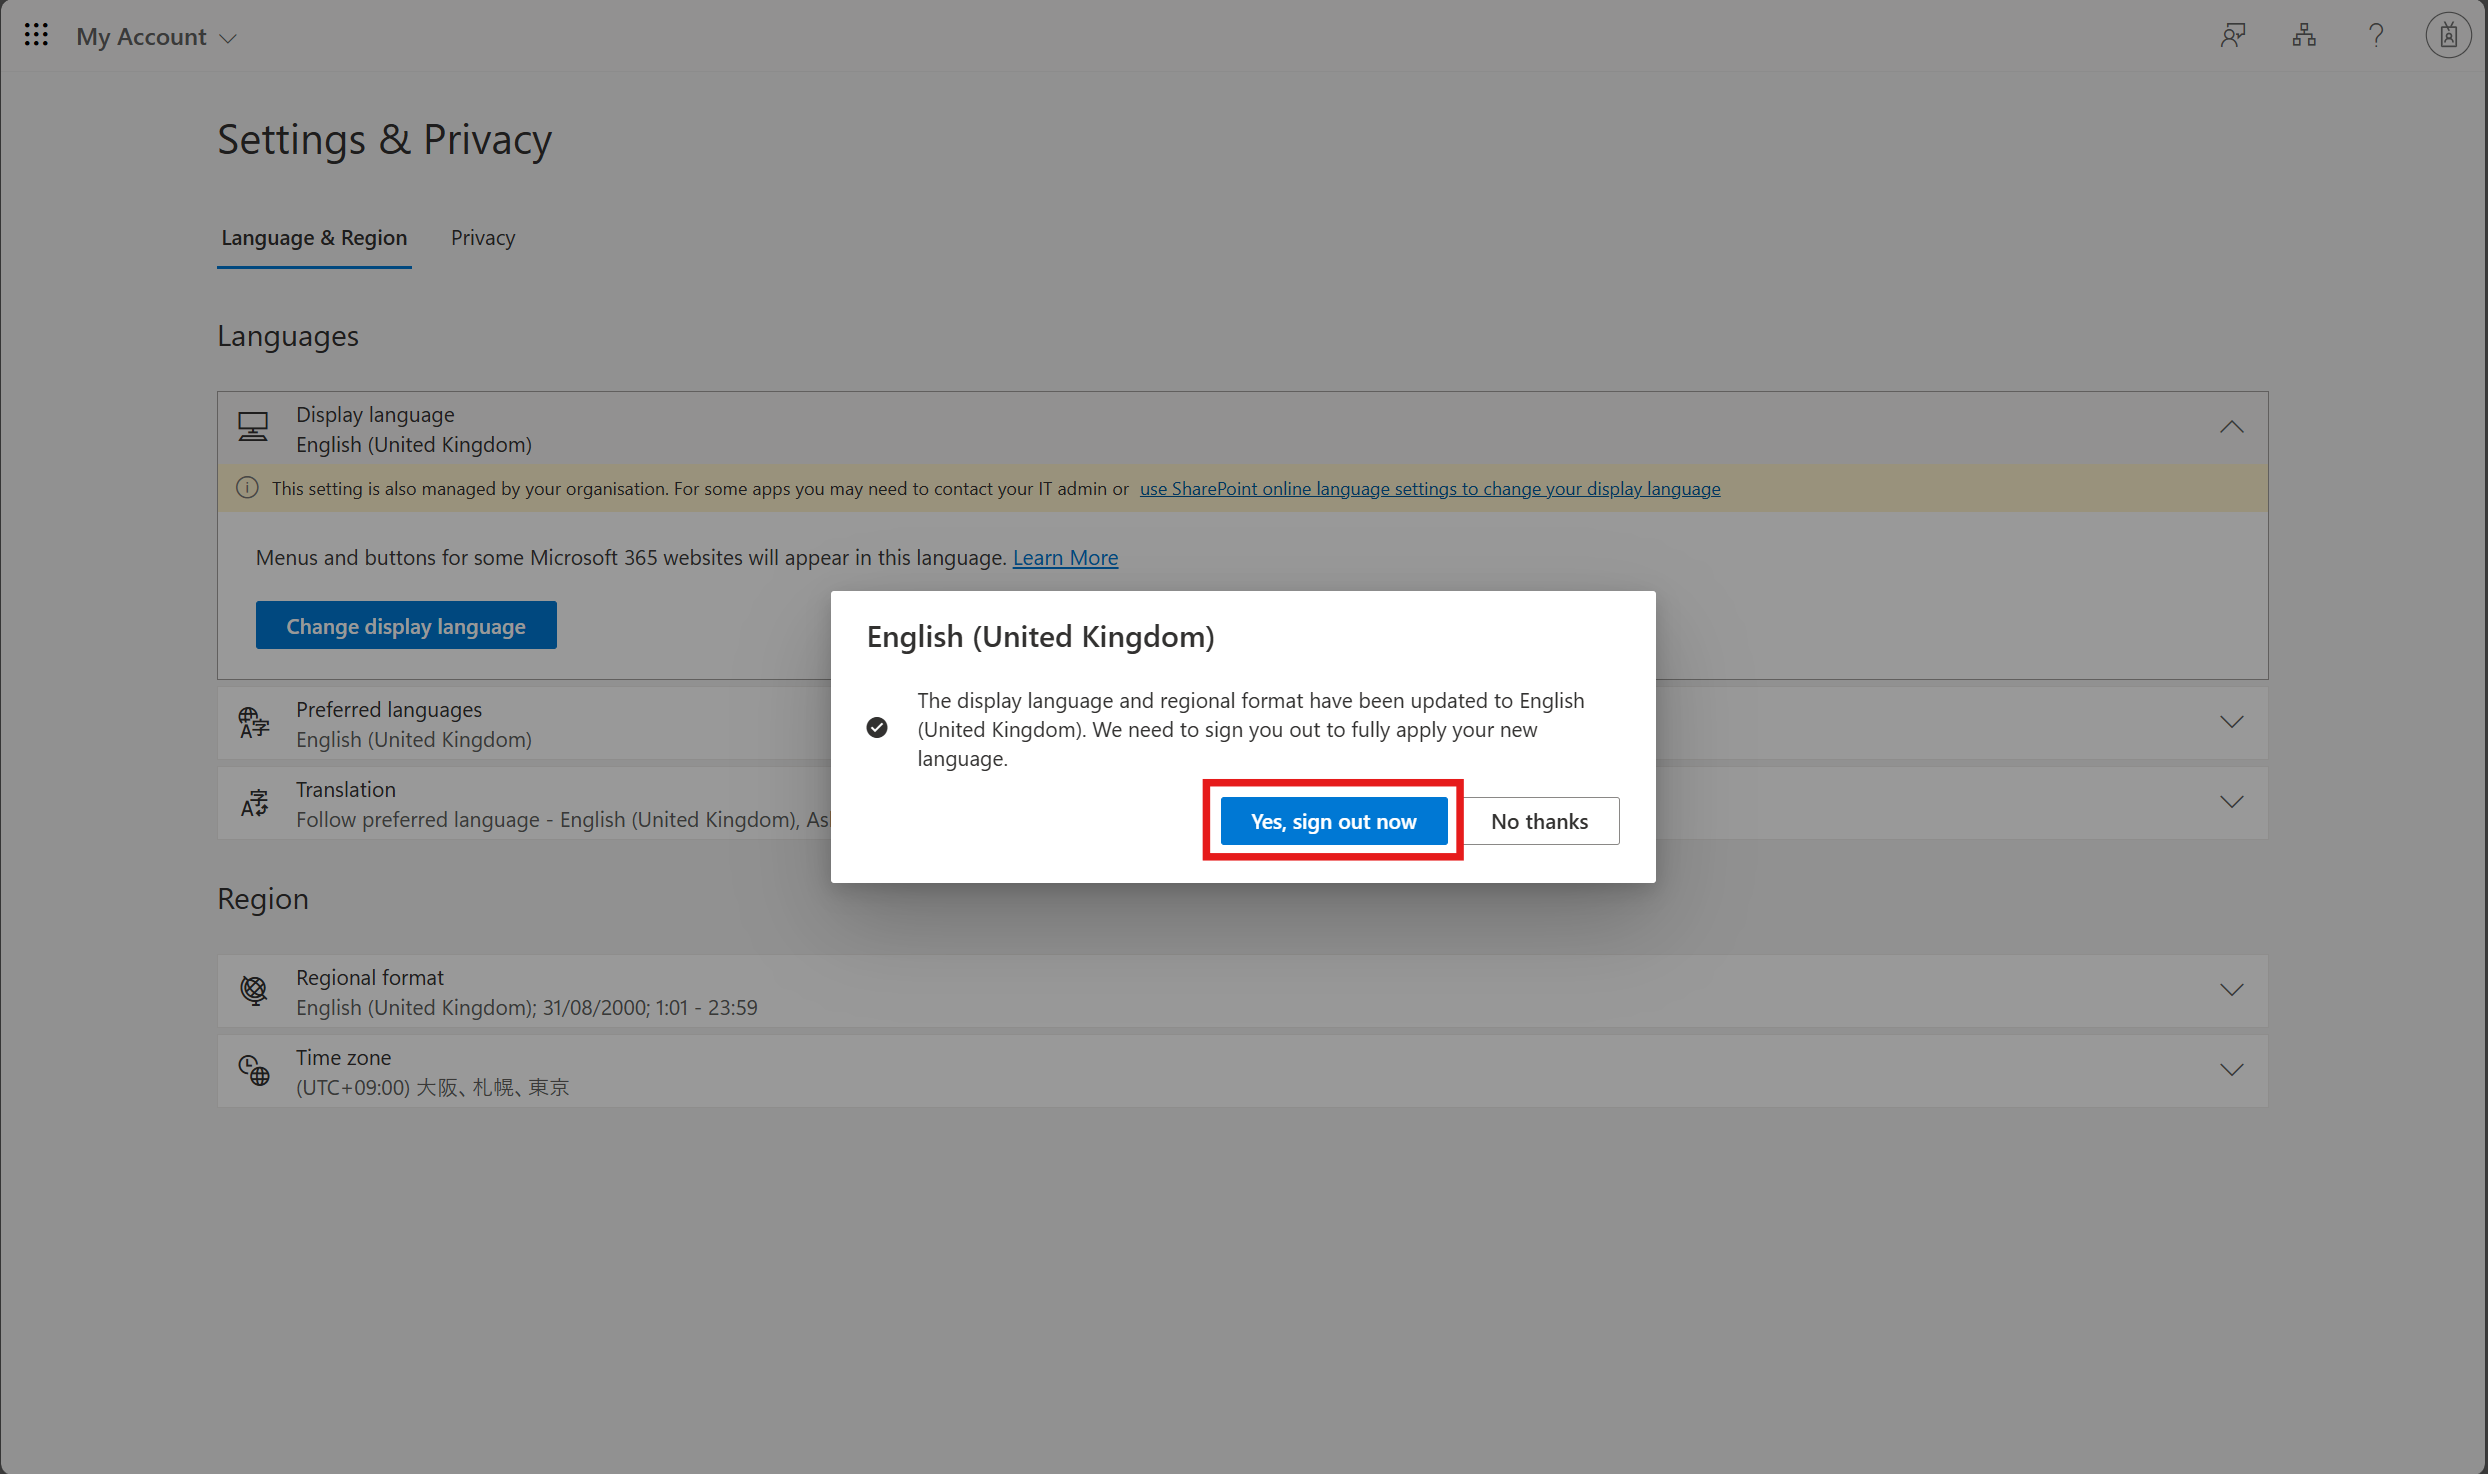 My Account
Settings & Privacy
Language & Region
Privacy
Languages
Display language
English (United Kingdom)
This setting is also managed by your organisation. For some apps you may need to contact your IT admin or use SharePoint online language settings to change your display language
Menus and buttons for some Microsoft 365 websites will appear in this language. Learn More
Change display language
English (United Kingdom)
The display language and regional format have been updated to English
(United Kingdom). We need to sign you out to fully apply your new
language.
Yes, sign out now
No thanks
Preferred languages
English (United Kingdom)
Translation
Follow preferred language - English (United Kingdom),
Region
Regional format
English (United Kingdom); 31/08/2000; 1:01 - 23:59
Time zone
(UTC+09:00) 大阪、札幌、東京